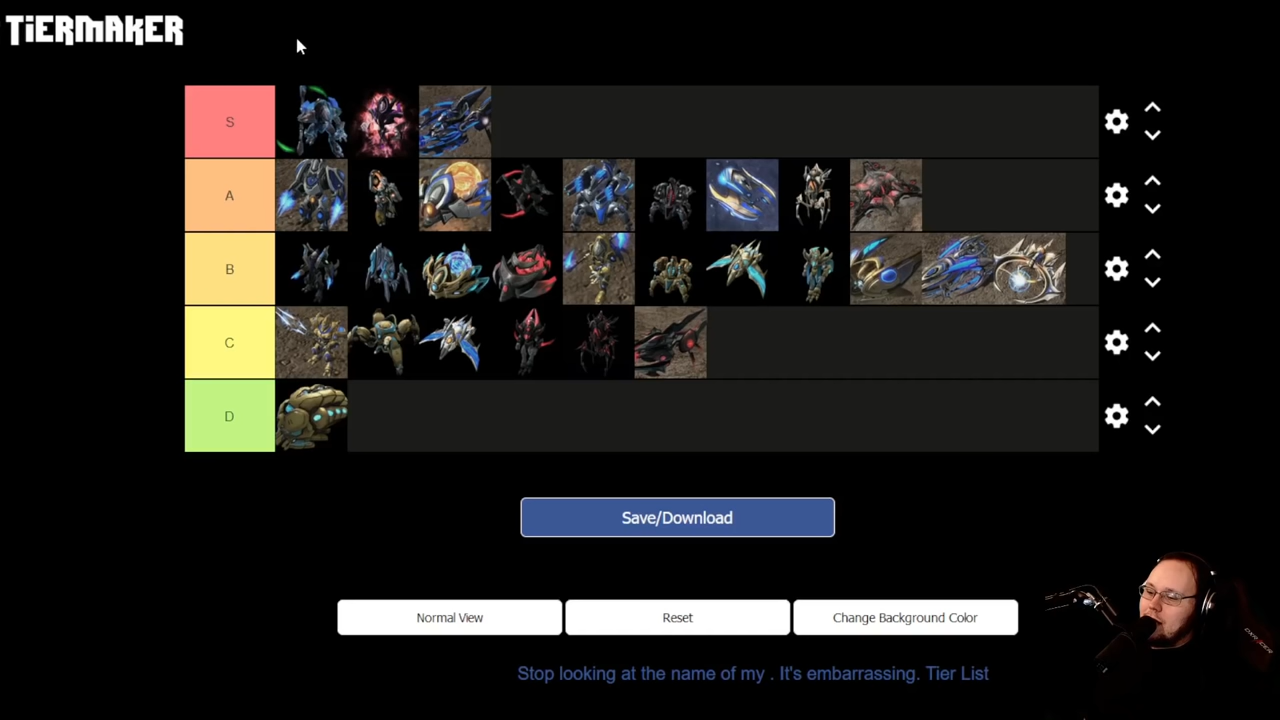 TiERMAKER
S
A
B
C
D
Save/Download
Normal View
Reset
Change Background Color
Stop looking at the name of my . It's embarrassing. Tier List